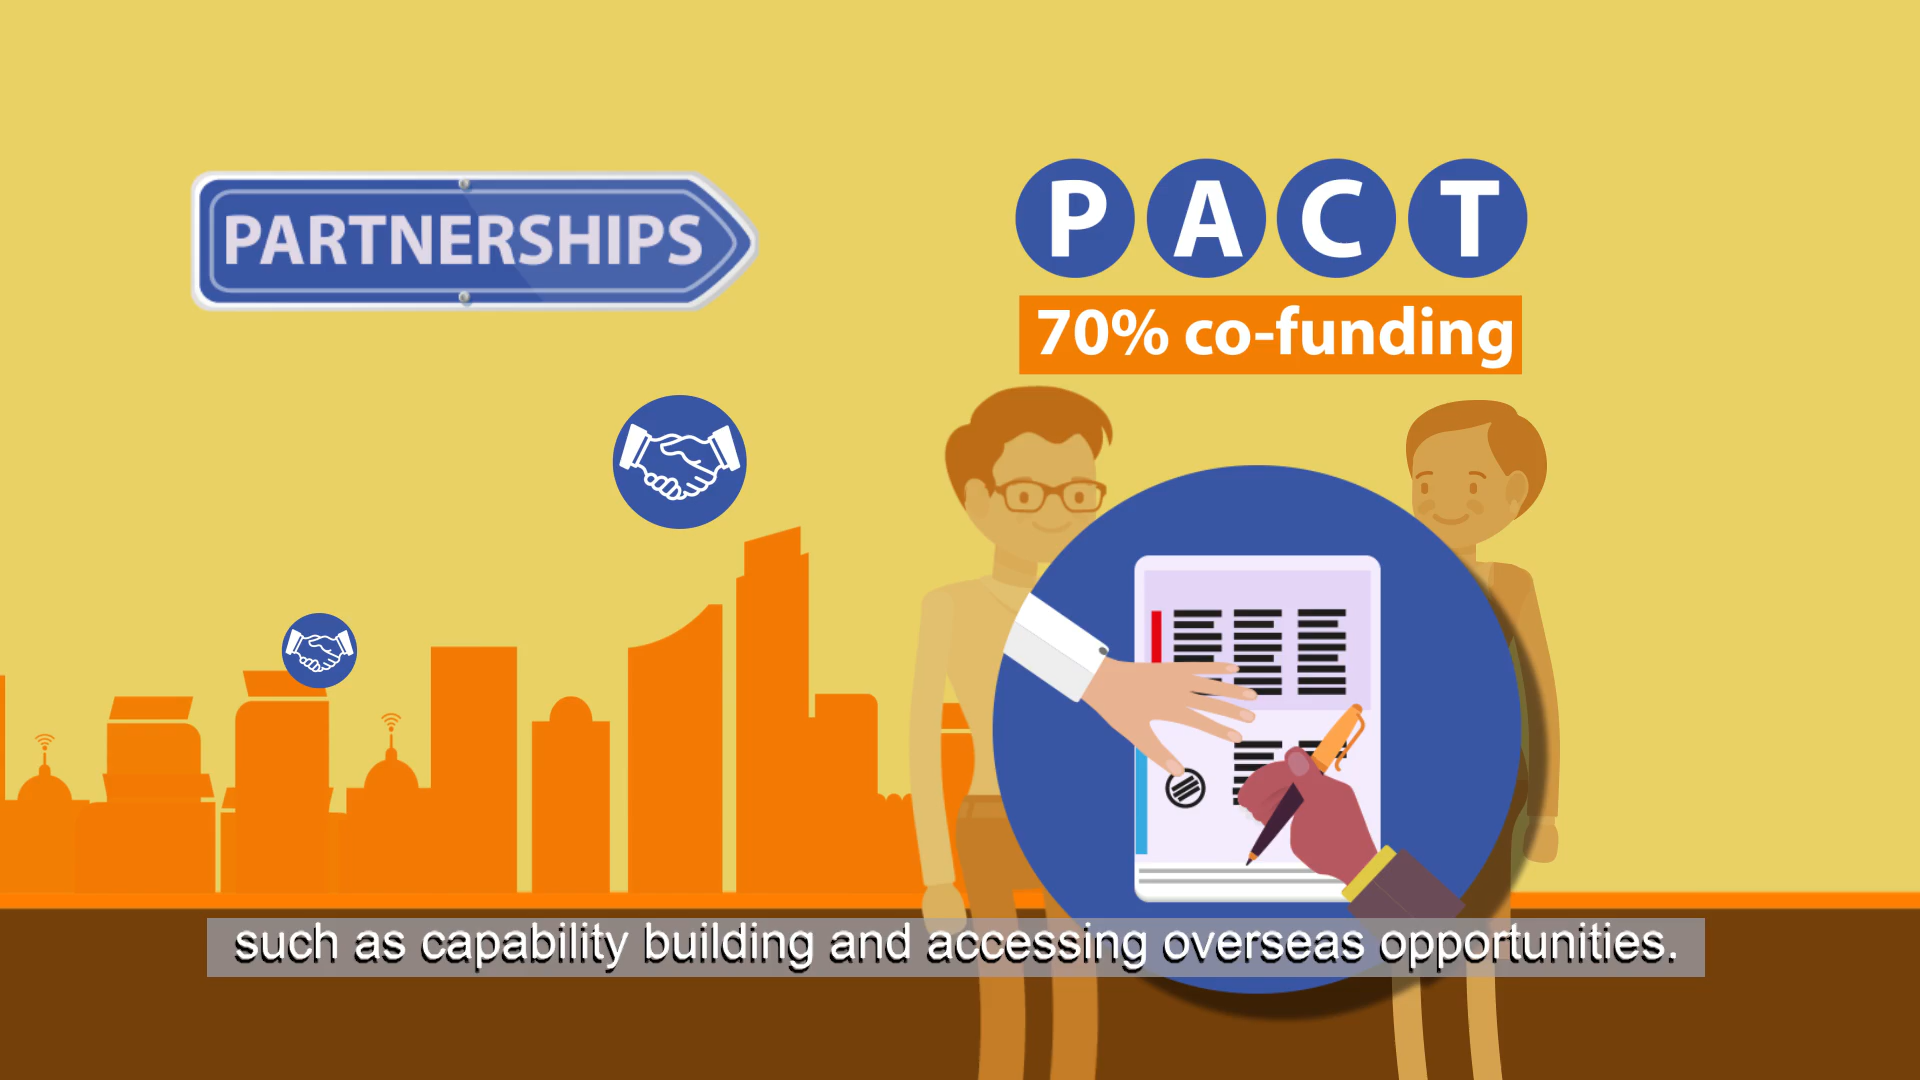 PARTNERSHIPS
PACT
70% co-funding
such as capability building and accessing overseas opportunities.